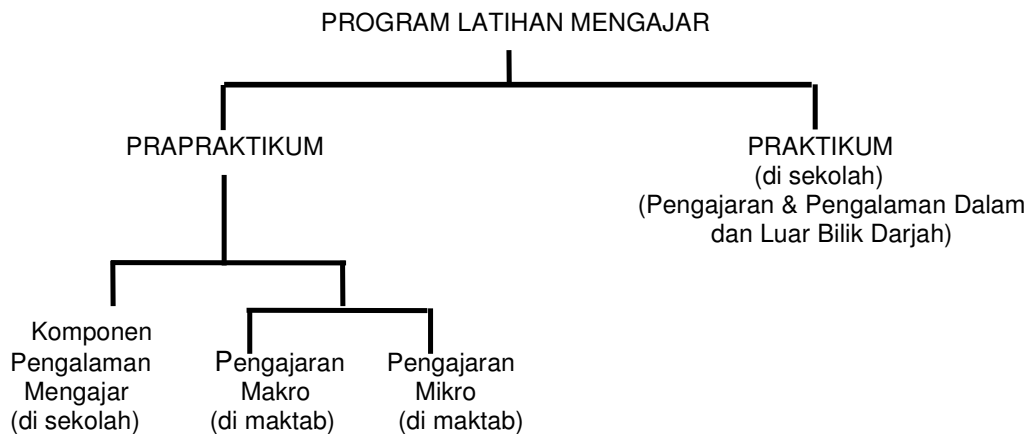 PROGRAM LATIHAN MENGAJAR
PRAPRAKTIKUM
PRAKTIKUM
(di sekolah)
(Pengajaran & Pengalaman Dalam
dan Luar Bilik Darjah)
Komponen
Pengalaman
Mengajar
(di sekolah)
Pengajaran
Makro
(di maktab)
Pengajaran
Mikro
(di maktab)